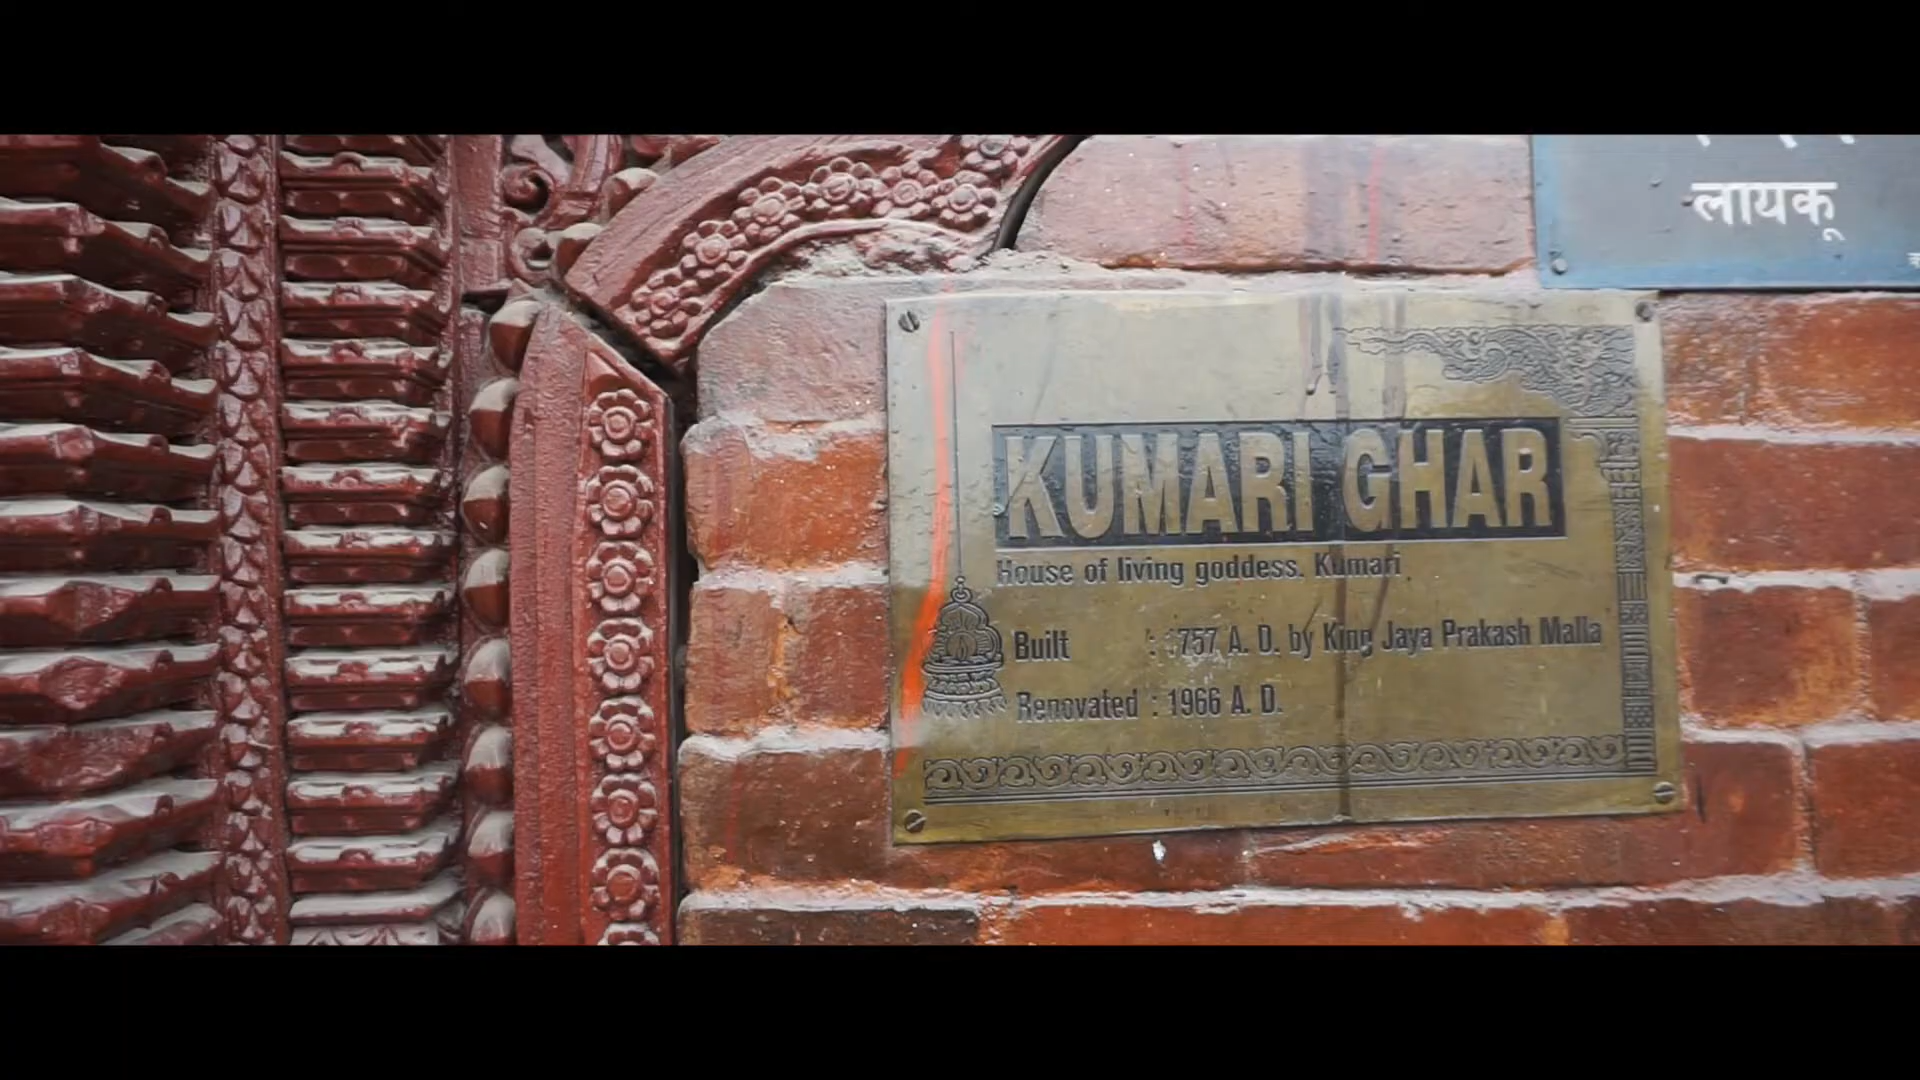 लायकू
KUMARI GHAR
House of living goddess. Kumari
Built : 1757 A. D. by King Jaya Prakash Malla
Renovated : 1966 A. D.